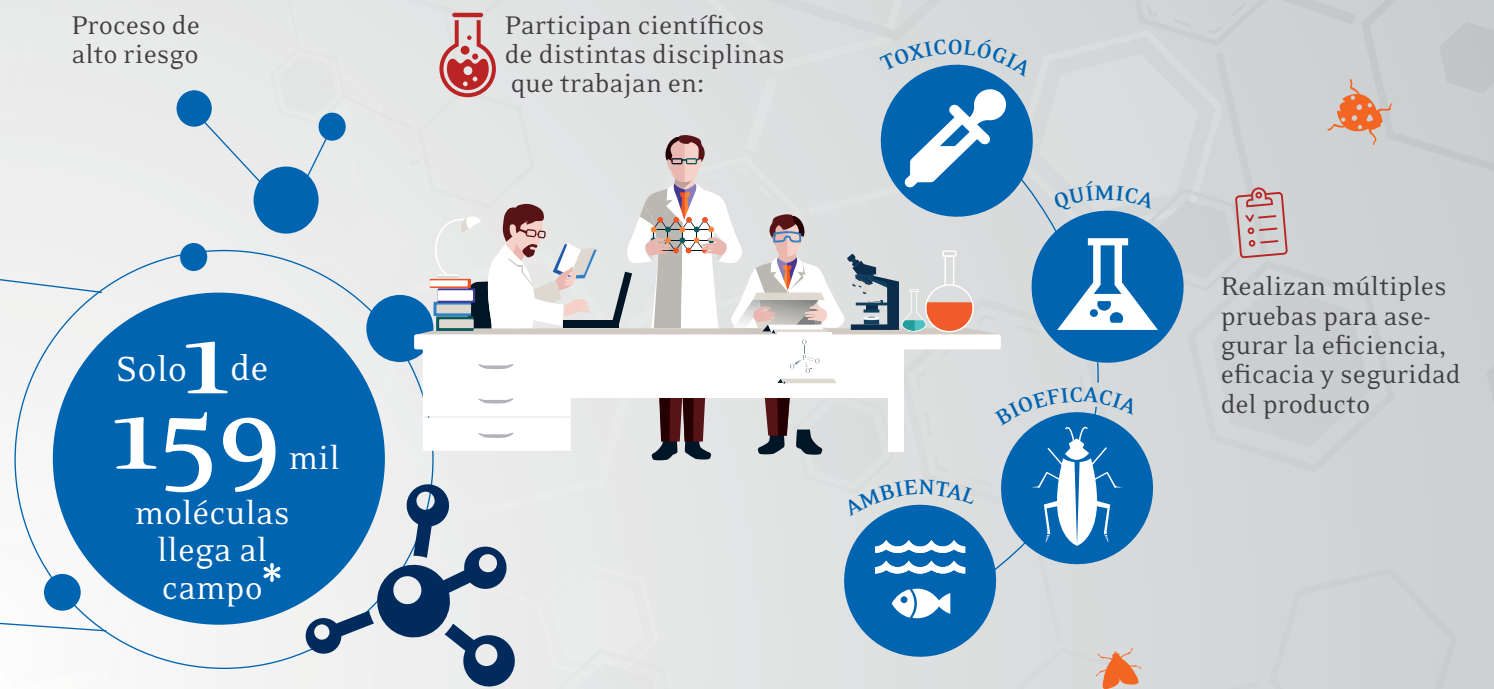 Proceso de
alto riesgo
Participan científicos
de distintas disciplinas
que trabajan en:
Solo 1 de
159 mil
moléculas
llega al
campo*
TOXICOLÓGIA
QUÍMICA
BIOEFICACIA
AMBIENTAL
Realizan múltiples
pruebas para ase-
gurar la eficiencia,
eficacia y seguridad
del producto